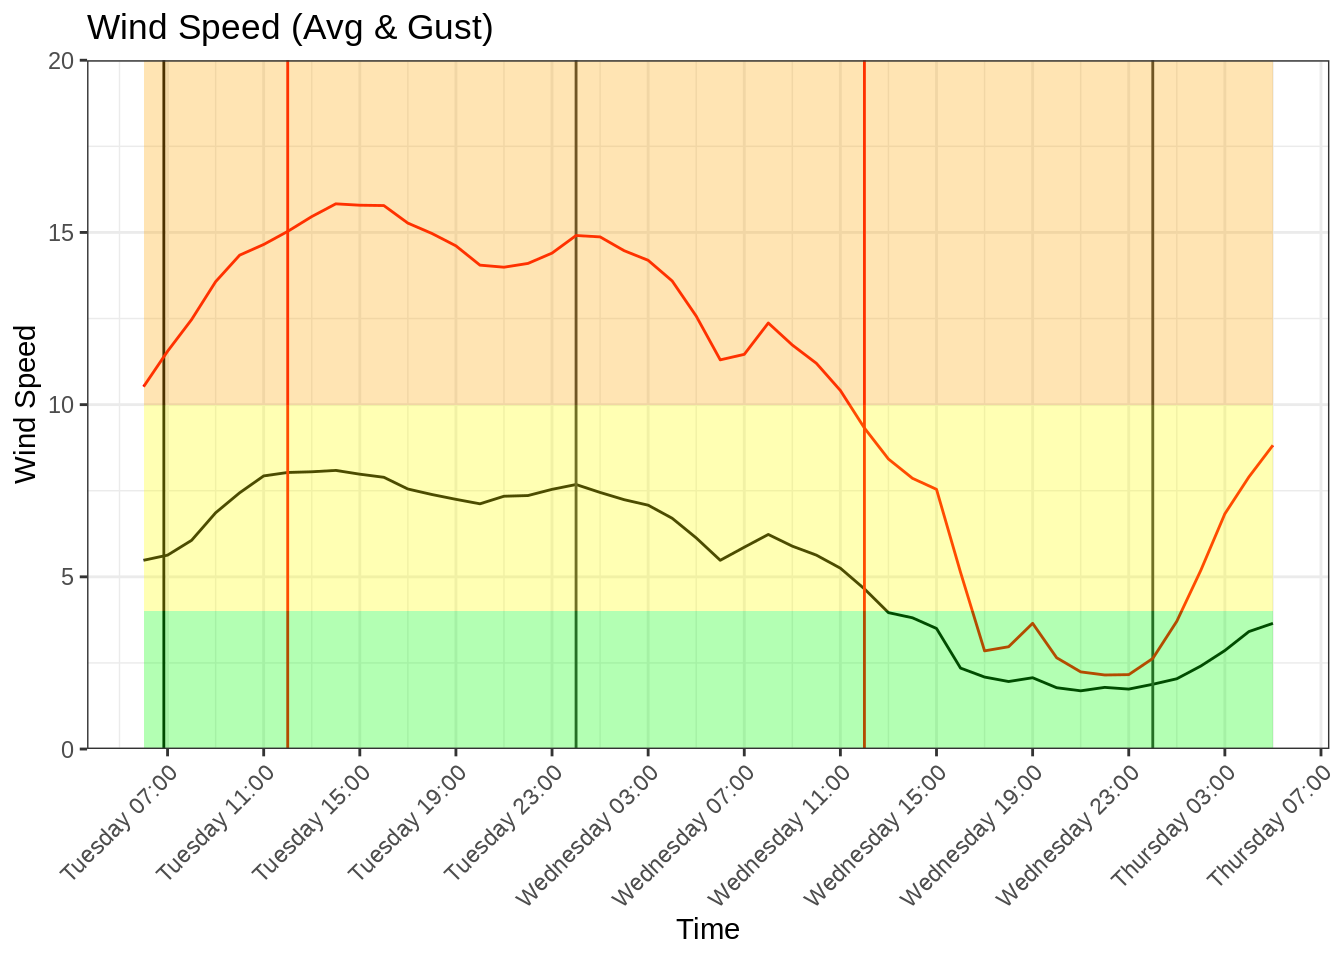 Wind Speed (Avg & Gust)
20
15
10
5
0
Wind Speed
Tuesday 07:00
Tuesday 11:00
Tuesday 15:00
Tuesday 19:00
Tuesday 23:00
Wednesday 03:00
Wednesday 07:00
Wednesday 11:00
Wednesday 15:00
Wednesday 19:00
Wednesday 23:00
Thursday 03:00
Thursday 07:00
Time